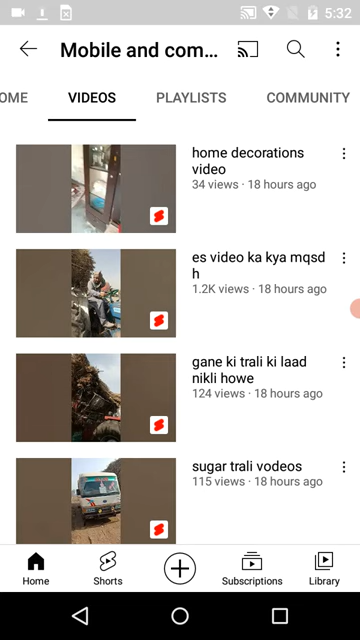 5:32
Mobile and com...
OME
VIDEOS
PLAYLISTS
COMMUNITY
home decorations
video
34 views · 18 hours ago
es video ka kya mqsd
h
1.2K views · 18 hours ago
gane ki trali ki laad
nikli howe
124 views · 18 hours ago
sugar trali vodeos
115 views · 18 hours ago
Home
Shorts
Subscriptions
Library